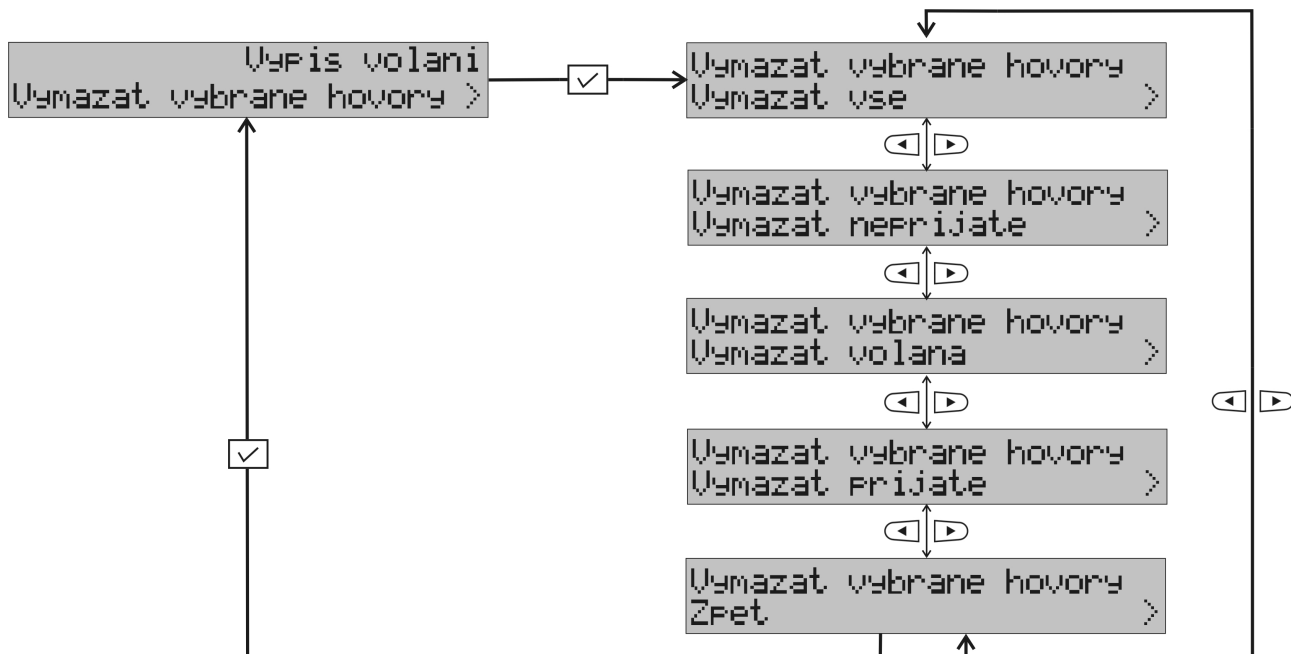 Vypis volani
Vymazat vybrane hovory >
Vymazat vybrane hovory
Vymazat vse >
Vymazat vybrane hovory
Vymazat neprijate >
Vymazat vybrane hovory
Vymazat volana >
Vymazat vybrane hovory
Vymazat prijate >
Vymazat vybrane hovory
Zpet >